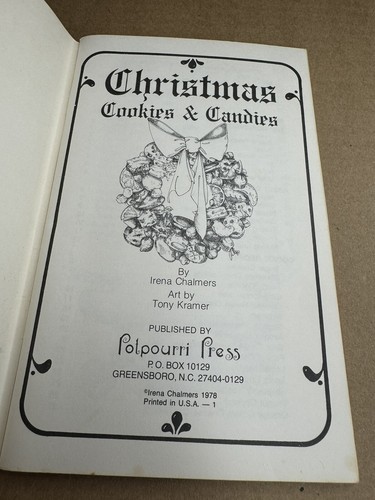 Christmas
Cookies & Candies
By
Irena Chalmers
Art by
Tony Kramer
PUBLISHED BY
Potpourri Press
P.O. BOX 10129
GREENSBORO, N.C. 27404-0129
©Irena Chalmers 1978
Printed in U.S.A. — 1